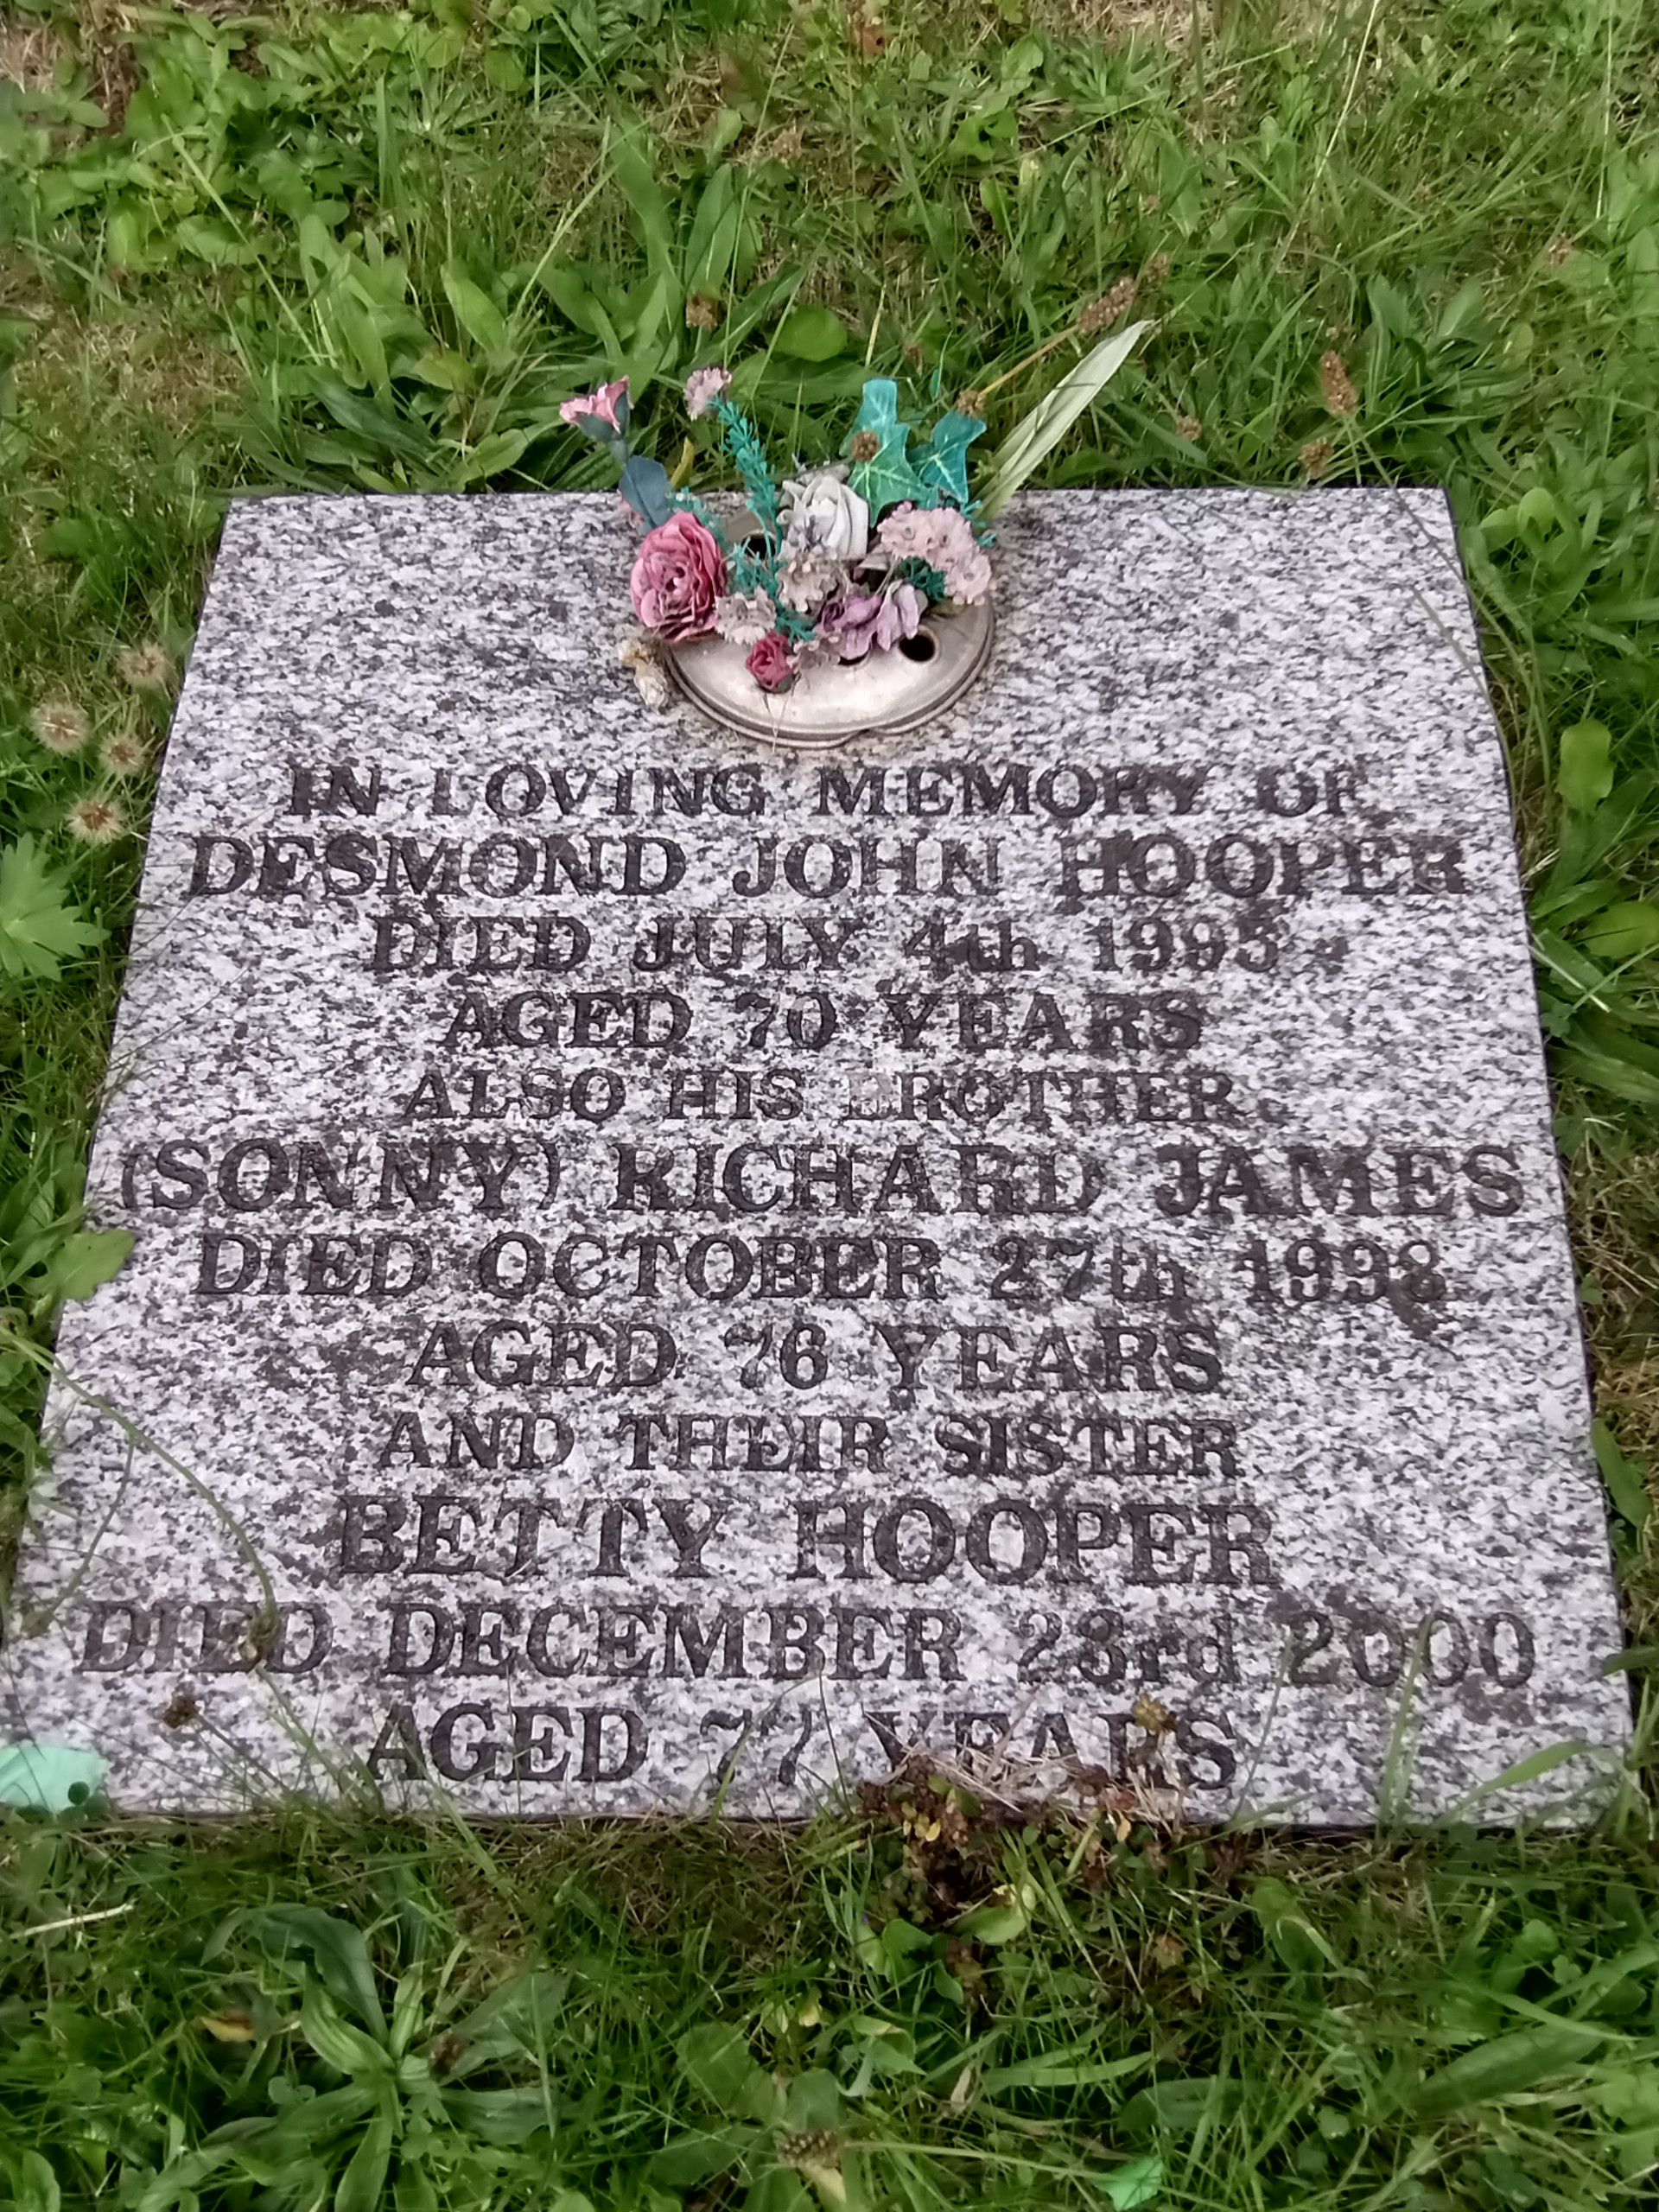 IN LOVING MEMORY OF
DESMOND JOHN HOOPER
DIED JULY 4th 1995
AGED 70 YEARS
ALSO HIS BROTHER
(SONNY) RICHARD JAMES
DIED OCTOBER 27th 1998
AGED 76 YEARS
AND THEIR SISTER
BETTY HOOPER
DIED DECEMBER 23rd 2000
AGED 77 YEARS